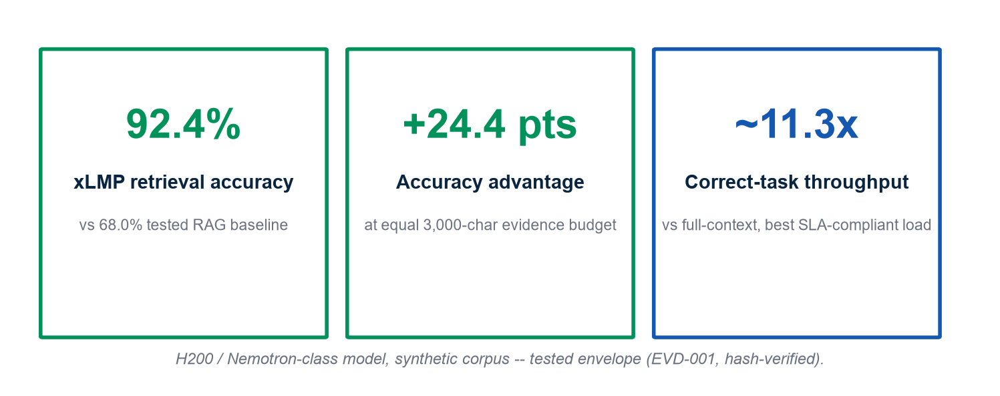 92.4%
xLMP retrieval accuracy
vs 68.0% tested RAG baseline
+24.4 pts
Accuracy advantage
at equal 3,000-char evidence budget
~11.3x
Correct-task throughput
vs full-context, best SLA-compliant load
H200 / Nemotron-class model, synthetic corpus -- tested envelope (EVD-001, hash-verified).